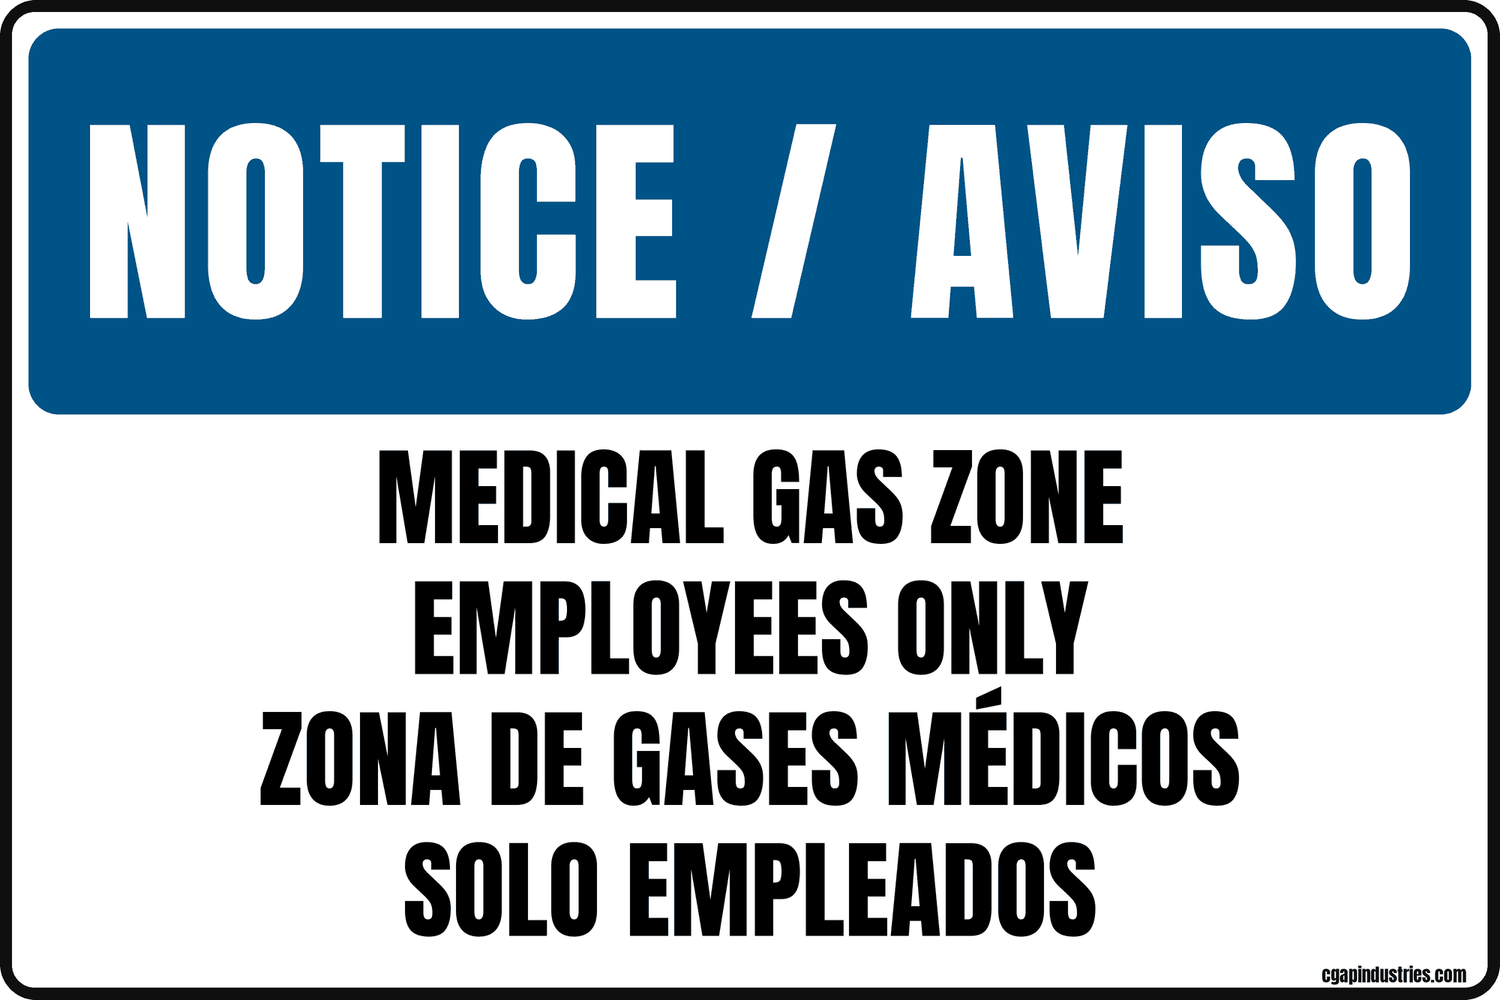 NOTICE / AVISO
MEDICAL GAS ZONE
EMPLOYEES ONLY
ZONA DE GASES MÉDICOS
SOLO EMPLEADOS
cgapindustries.com